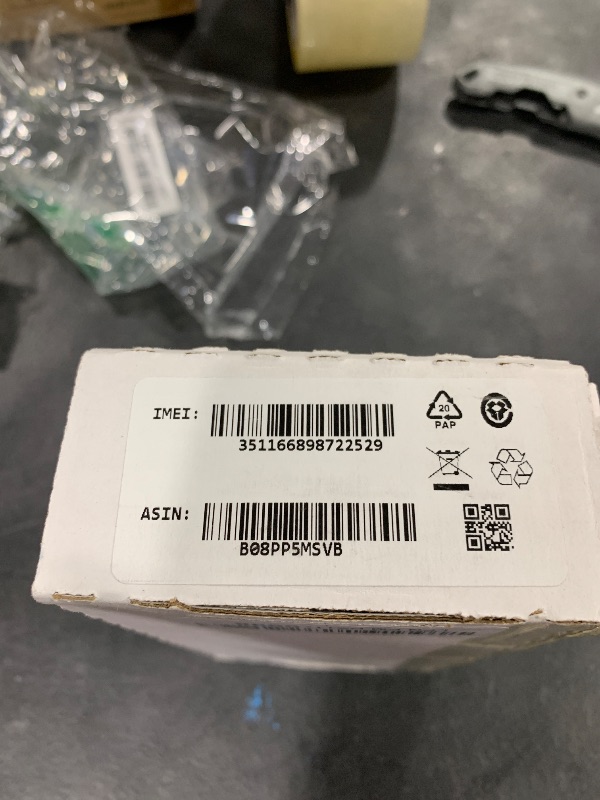 IMEI:
351166898722529
20
PAP
ASIN:
B08PP5MSVB